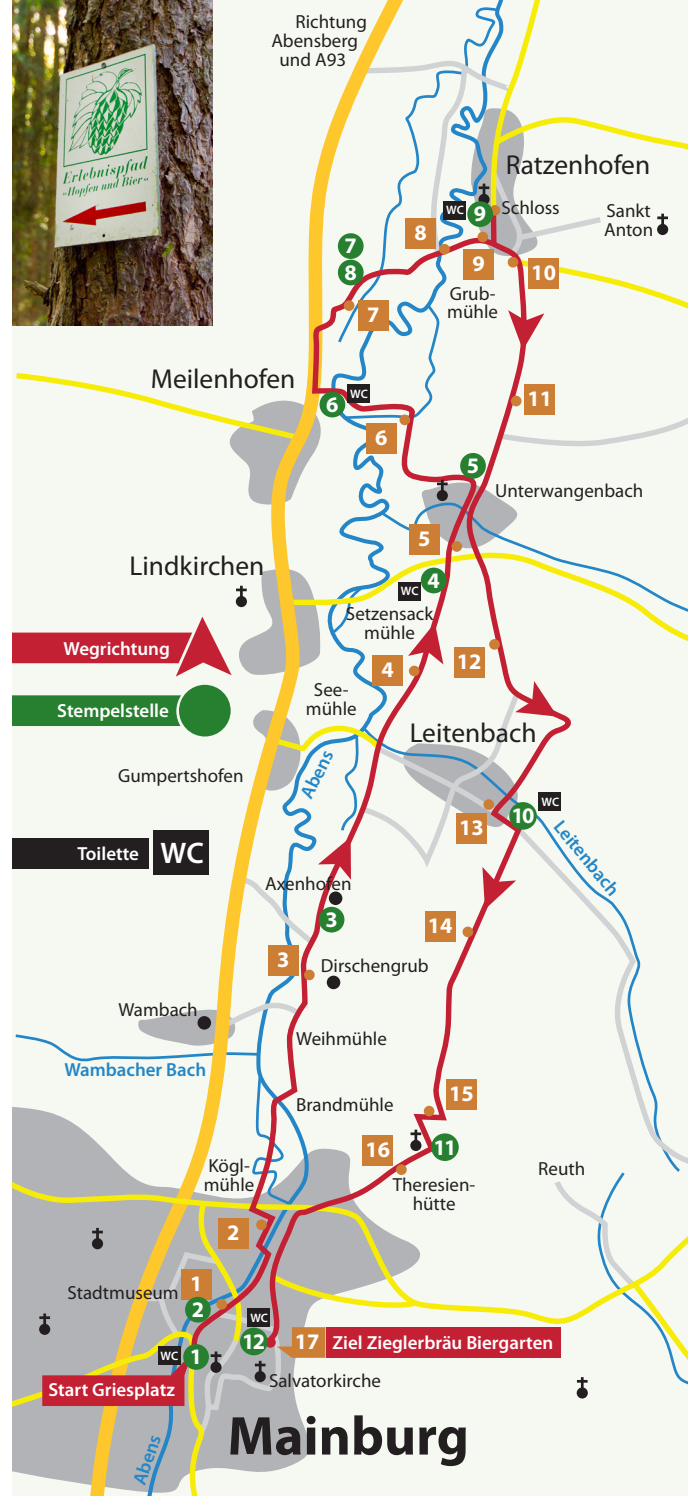 Richtung
Abensberg
und A93
Erlebnispfad
"Hopfen und Bier"
Ratzenhofen
WC
9
Schloss
Sankt
Anton
8
7
8
9
10
Grub-
mühle
7
Meilenhofen
WC
6
11
6
5
Unterwangenbach
5
Lindkirchen
WC
4
Setzensack
mühle
Wegrichtung
12
4
Stempelstelle
See-
mühle
Leitenbach
Gumpertshofen
Abens
WC
10
13
Leitenbach
Toilette
WC
Axenhofen
3
14
3
Dirschengrub
Wambach
Weihmühle
Wambacher Bach
15
Brandmühle
11
16
Kögl-
mühle
Theresien-
hütte
Reuth
2
1
Stadtmuseum
2
WC
12
17
Ziel Zieglerbräu Biergarten
WC
1
Start Griesplatz
Salvatorkirche
Mainburg
Abens